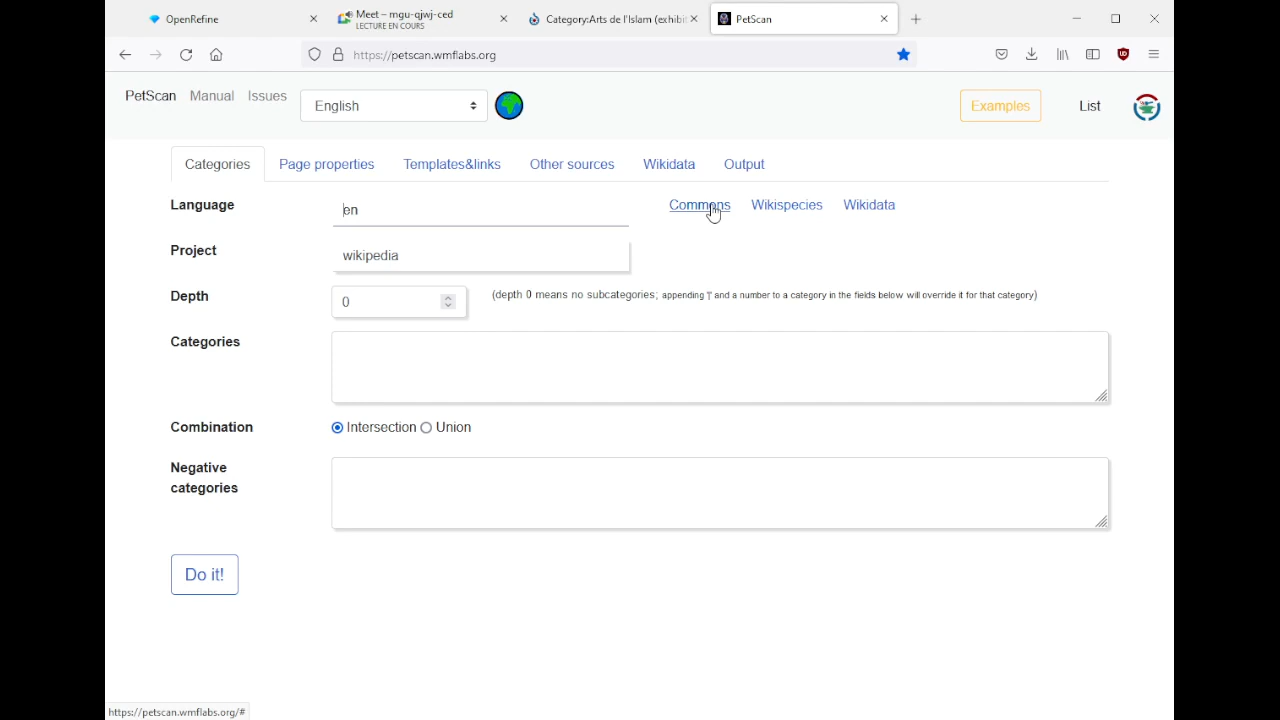 OpenRefine
Meet – mgu-qjwj-ced
LECTURE EN COURS
Category:Arts de l'Islam (exhibit
PetScan
https://petscan.wmflabs.org
PetScan Manual Issues English Examples List
Categories Page properties Templates&links Other sources Wikidata Output
Language en Commons Wikispecies Wikidata
Project wikipedia
Depth 0 (depth 0 means no subcategories; appending '|' and a number to a category in the fields below will override it for that category)
Categories
Combination Intersection Union
Negative
categories
Do it!
https://petscan.wmflabs.org/#